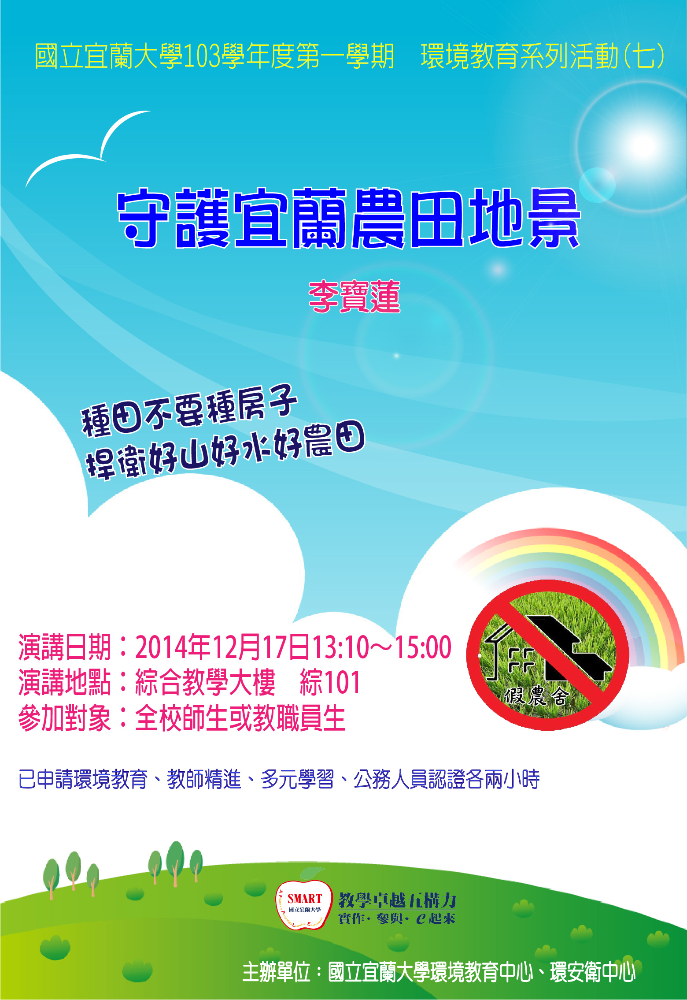 國立宜蘭大學103學年度第一學期　環境教育系列活動(七)
守護宜蘭農田地景
李寶蓮
種田不要種房子
捍衛好山好水好農田
演講日期：2014年12月17日13:10～15:00
演講地點：綜合教學大樓　綜101
參加對象：全校師生或教職員生
假農舍
已申請環境教育、教師精進、多元學習、公務人員認證各兩小時
SMART
國立宜蘭大學
教學卓越五構力
實作·參與·e起來
主辦單位：國立宜蘭大學環境教育中心、環安衛中心